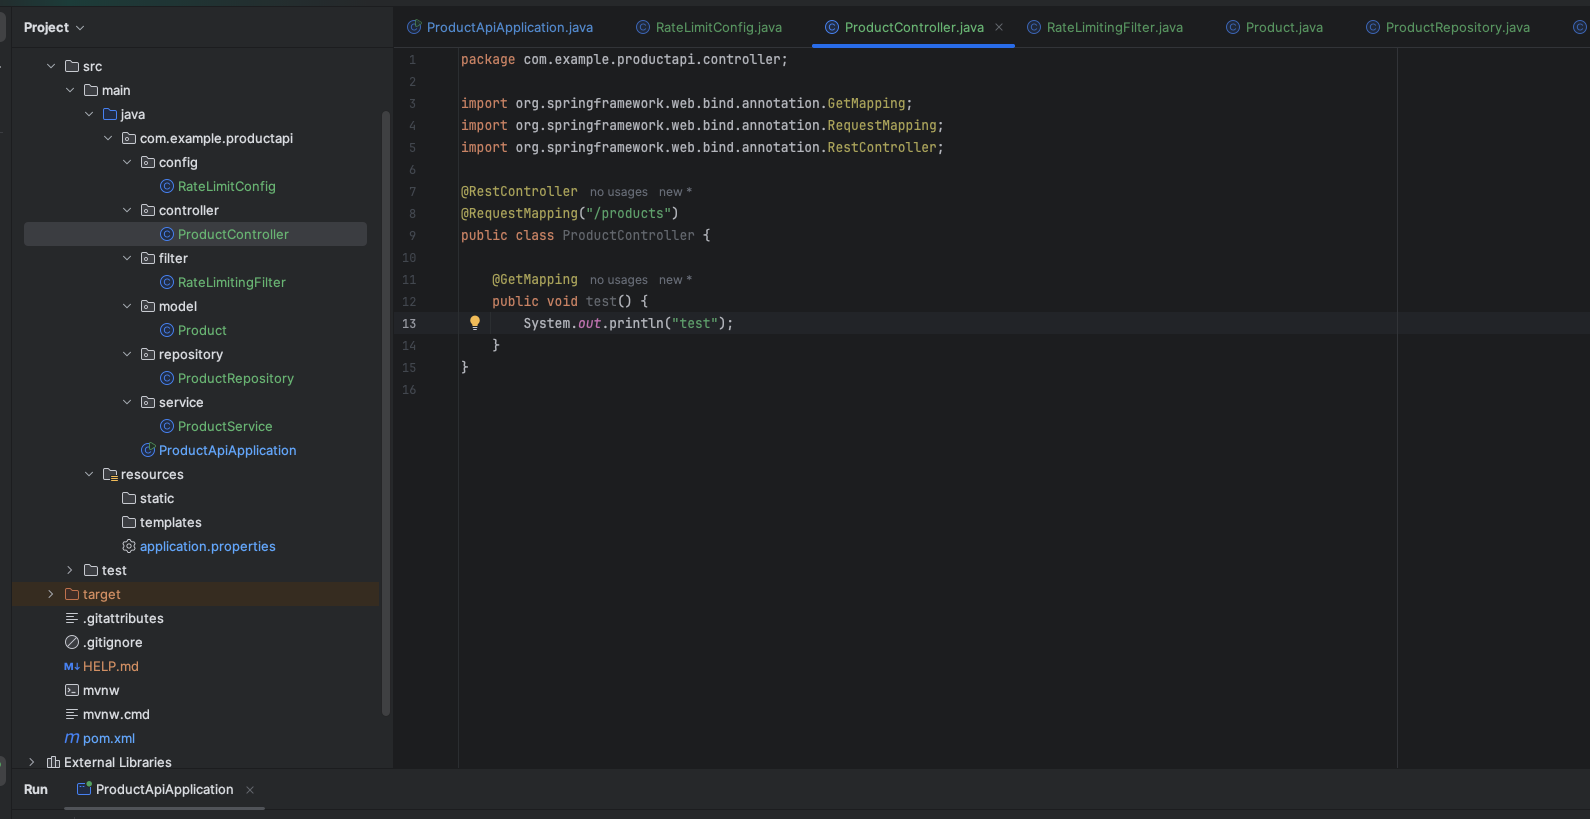 Project
src
main
java
com.example.productapi
config
RateLimitConfig
controller
ProductController
filter
RateLimitingFilter
model
Product
repository
ProductRepository
service
ProductService
ProductApiApplication
resources
static
templates
application.properties
test
target
.gitattributes
.gitignore
M↓ HELP.md
mvnw
mvnw.cmd
m pom.xml
External Libraries
ProductApiApplication.java RateLimitConfig.java ProductController.java × RateLimitingFilter.java Product.java ProductRepository.java
1 package com.example.productapi.controller;
2
3 import org.springframework.web.bind.annotation.GetMapping;
4 import org.springframework.web.bind.annotation.RequestMapping;
5 import org.springframework.web.bind.annotation.RestController;
6
7 @RestController no usages new *
8 @RequestMapping("/products")
9 public class ProductController {
10
11 @GetMapping no usages new *
12 public void test() {
13 System.out.println("test");
14 }
15 }
16
Run ProductApiApplication ×